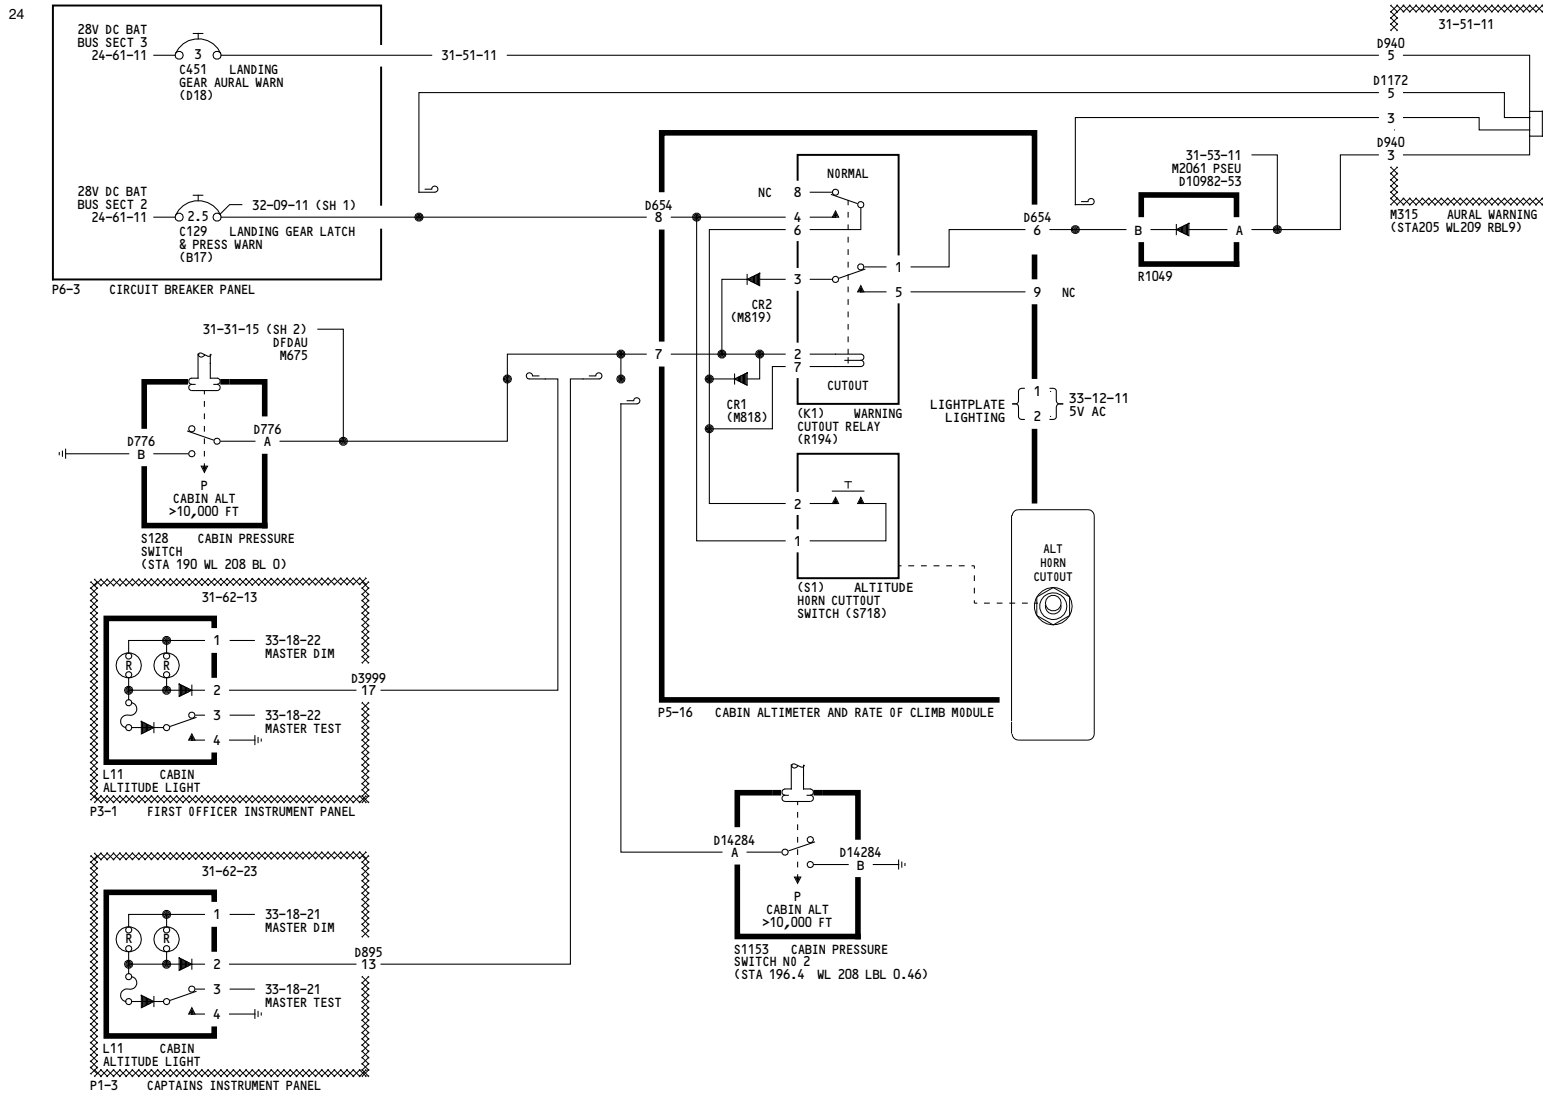 24
28V DC BAT
BUS SECT 3
24-61-11
3
C451 LANDING
GEAR AURAL WARN
(D18)
31-51-11
28V DC BAT
BUS SECT 2
24-61-11
2.5
32-09-11 (SH 1)
C129 LANDING GEAR LATCH
& PRESS WARN
(B17)
P6-3 CIRCUIT BREAKER PANEL
31-51-11
D940
5
D1172
5
3
D940
3
M315 AURAL WARNING
(STA205 WL209 RBL9)
31-53-11
M2061 PSEU
D10982-53
B
A
R1049
D654
8
NORMAL
NC
8
4
6
3
1
5
D654
6
9
NC
CR2
(M819)
7
2
7
CUTOUT
CR1
(M818)
(K1) WARNING
CUTOUT RELAY
(R194)
LIGHTPLATE
LIGHTING
1
2
33-12-11
5V AC
2
1
(S1) ALTITUDE
HORN CUTTOUT
SWITCH (S718)
ALT
HORN
CUTOUT
P5-16 CABIN ALTIMETER AND RATE OF CLIMB MODULE
31-31-15 (SH 2)
DFDAU
M675
D776
B
D776
A
P
CABIN ALT
>10,000 FT
S128 CABIN PRESSURE
SWITCH
(STA 190 WL 208 BL 0)
31-62-13
R
R
1
33-18-22
MASTER DIM
2
D3999
17
3
33-18-22
MASTER TEST
4
L11 CABIN
ALTITUDE LIGHT
P3-1 FIRST OFFICER INSTRUMENT PANEL
31-62-23
R
R
1
33-18-21
MASTER DIM
2
D895
13
3
33-18-21
MASTER TEST
4
L11 CABIN
ALTITUDE LIGHT
P1-3 CAPTAINS INSTRUMENT PANEL
D14284
A
D14284
B
P
CABIN ALT
>10,000 FT
S1153 CABIN PRESSURE
SWITCH NO 2
(STA 196.4 WL 208 LBL 0.46)